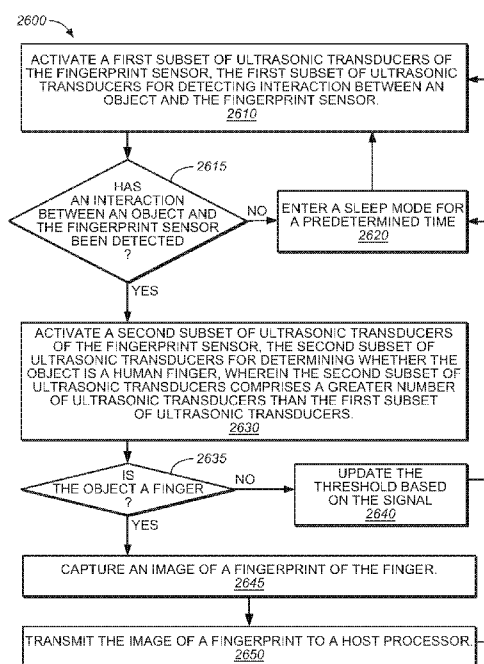 2600
ACTIVATE A FIRST SUBSET OF ULTRASONIC TRANSDUCERS
OF THE FINGERPRINT SENSOR, THE FIRST SUBSET OF ULTRASONIC
TRANSDUCERS FOR DETECTING INTERACTION BETWEEN AN
OBJECT AND THE FINGERPRINT SENSOR.
2610
2615
HAS
AN INTERACTION
BETWEEN AN OBJECT AND
THE FINGERPRINT SENSOR
BEEN DETECTED
?
NO
ENTER A SLEEP MODE FOR
A PREDETERMINED TIME
2620
YES
ACTIVATE A SECOND SUBSET OF ULTRASONIC TRANSDUCERS
OF THE FINGERPRINT SENSOR, THE SECOND SUBSET OF
ULTRASONIC TRANSDUCERS FOR DETERMINING WHETHER THE
OBJECT IS A HUMAN FINGER, WHEREIN THE SECOND SUBSET OF
ULTRASONIC TRANSDUCERS COMPRISES A GREATER NUMBER
OF ULTRASONIC TRANSDUCERS THAN THE FIRST SUBSET
OF ULTRASONIC TRANSDUCERS.
2630
2635
IS
THE OBJECT A FINGER
?
NO
UPDATE THE
THRESHOLD BASED
ON THE SIGNAL
2640
YES
CAPTURE AN IMAGE OF A FINGERPRINT OF THE FINGER.
2645
TRANSMIT THE IMAGE OF A FINGERPRINT TO A HOST PROCESSOR.
2650